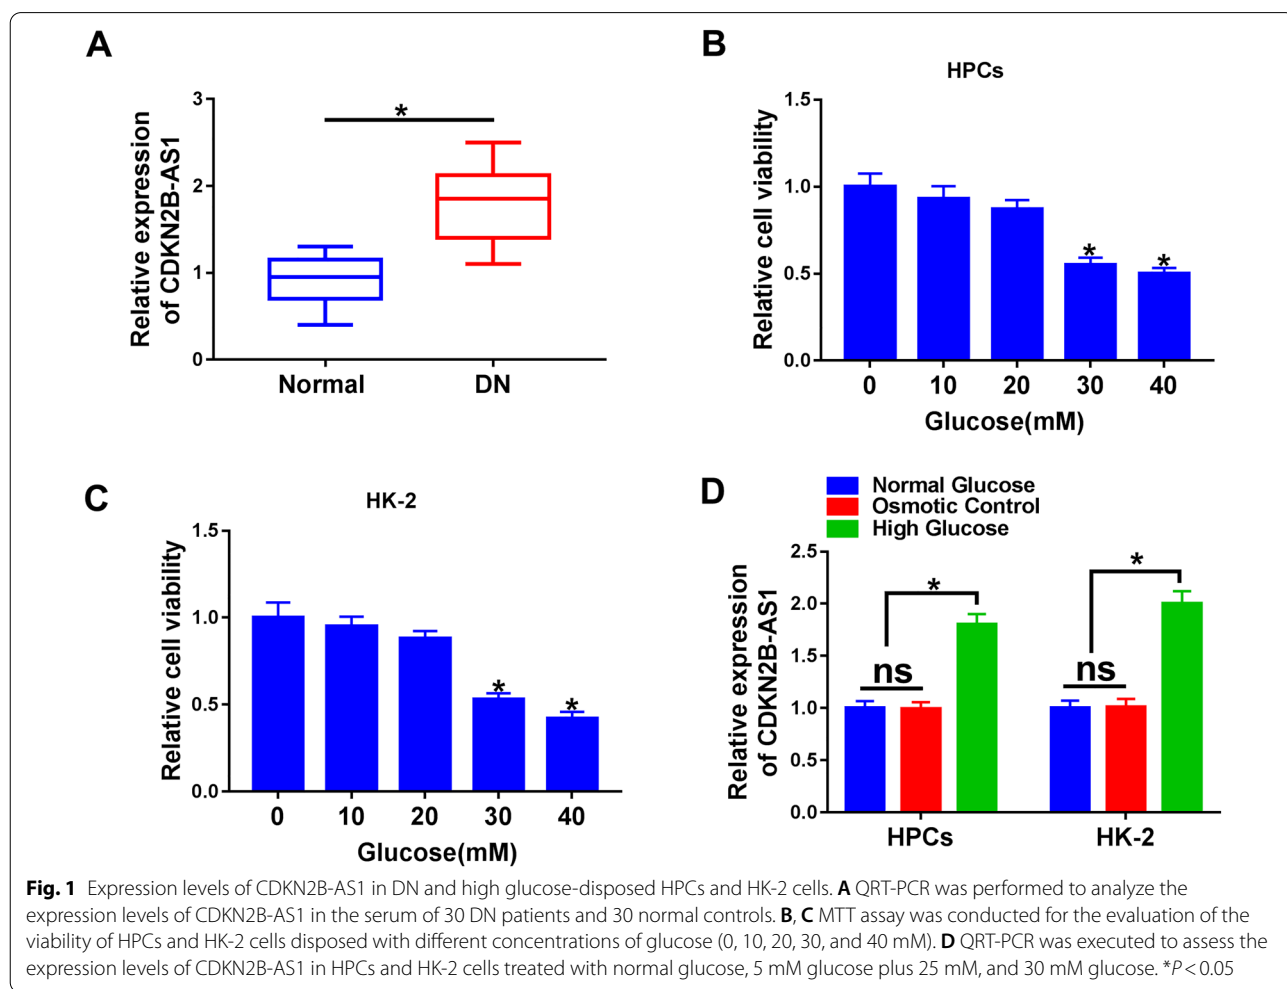 A
3
2
1
0
Relative expression
of CDKN2B-AS1
*
Normal DN
B
HPCs
1.5
1.0
0.5
0.0
Relative cell viability
* *
0 10 20 30 40
Glucose(mM)
C
HK-2
1.5
1.0
0.5
0.0
Relative cell viability
* *
0 10 20 30 40
Glucose(mM)
D
Normal Glucose
Osmotic Control
High Glucose
2.5
2.0
1.5
1.0
0.5
0.0
Relative expression
of CDKN2B-AS1
* *
ns ns
HPCs HK-2
Fig. 1 Expression levels of CDKN2B-AS1 in DN and high glucose-disposed HPCs and HK-2 cells. A QRT-PCR was performed to analyze the
expression levels of CDKN2B-AS1 in the serum of 30 DN patients and 30 normal controls. B, C MTT assay was conducted for the evaluation of the
viability of HPCs and HK-2 cells disposed with different concentrations of glucose (0, 10, 20, 30, and 40 mM). D QRT-PCR was executed to assess the
expression levels of CDKN2B-AS1 in HPCs and HK-2 cells treated with normal glucose, 5 mM glucose plus 25 mM, and 30 mM glucose. *P < 0.05